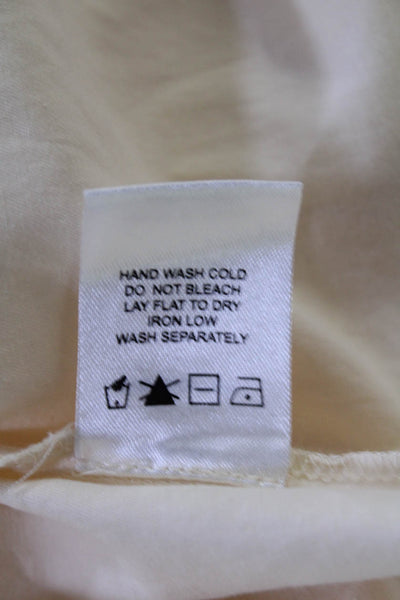 HAND WASH COLD
DO NOT BLEACH
LAY FLAT TO DRY
IRON LOW
WASH SEPARATELY